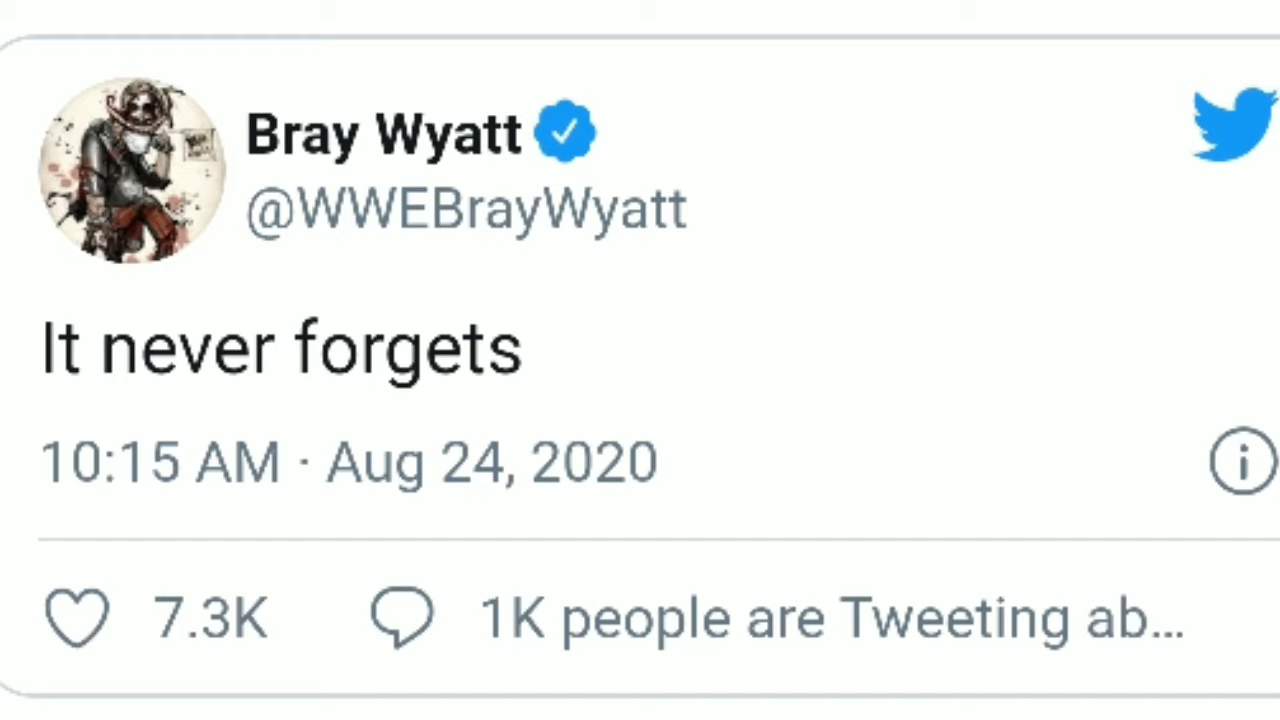 Bray Wyatt
@WWEBrayWyatt
It never forgets
10:15 AM · Aug 24, 2020
7.3K 1K people are Tweeting ab...